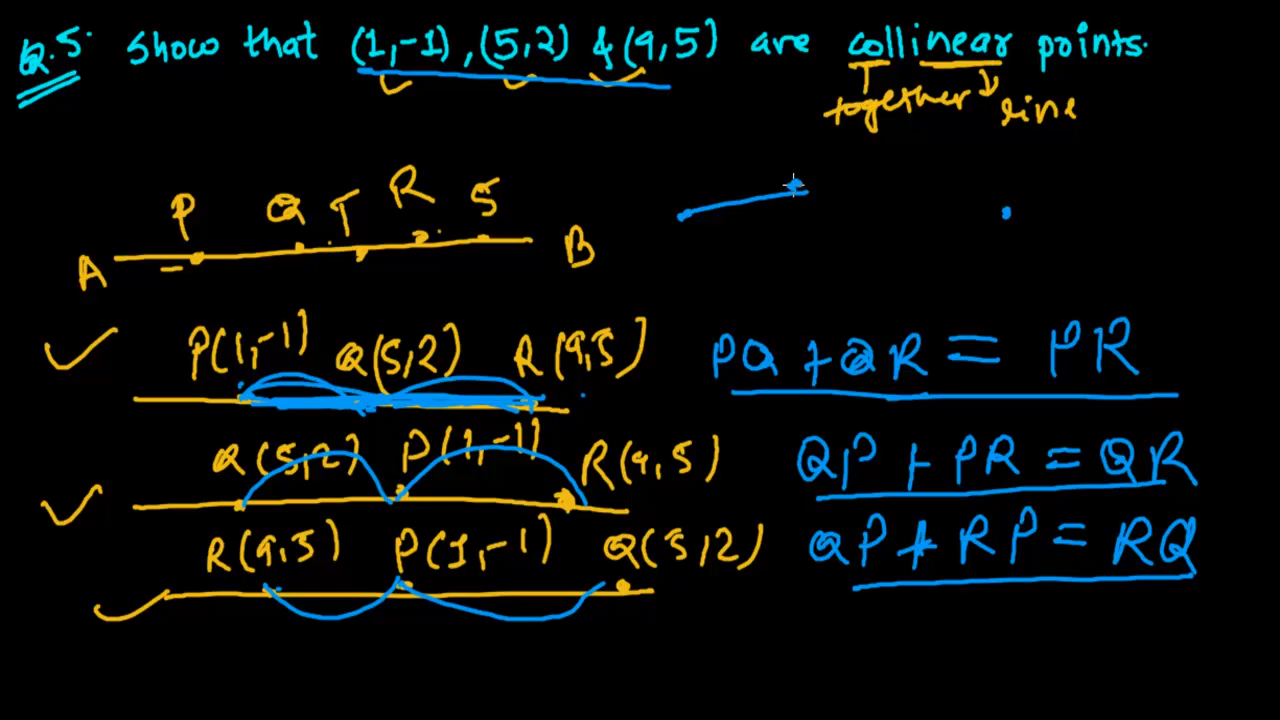 Q.5. Show that (1,-1), (5,2) & (9,5) are collinear points.
together line
P Q T R S
A B
P(1,-1) Q(5,2) R(9,5) PQ + QR = PR
Q(5,2) P(1,-1) R(9,5) QP + PR = QR
R(9,5) P(1,-1) Q(5,2) QP + RP = RQ